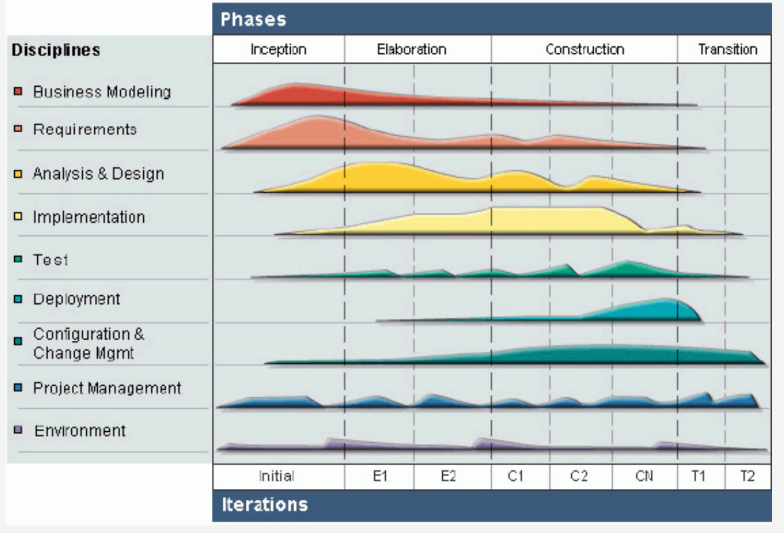 Phases
Disciplines
Inception
Elaboration
Construction
Transition
Business Modeling
Requirements
Analysis & Design
Implementation
Test
Deployment
Configuration &
Change Mgmt
Project Management
Environment
Initial
E1
E2
C1
C2
CN
T1
T2
Iterations